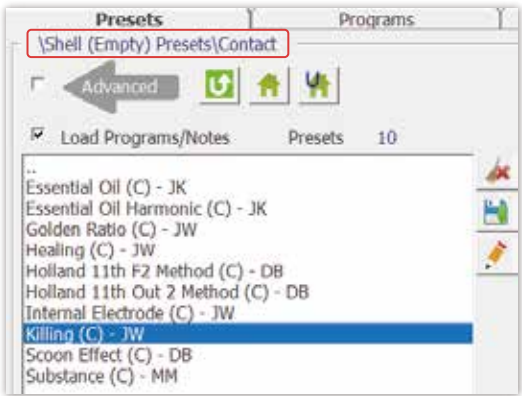 Presets Programs
\Shell (Empty) Presets\Contact
Advanced
Load Programs/Notes Presets 10
..
Essential Oil (C) - JK
Essential Oil Harmonic (C) - JK
Golden Ratio (C) - JW
Healing (C) - JW
Holland 11th F2 Method (C) - DB
Holland 11th Out 2 Method (C) - DB
Internal Electrode (C) - JW
Killing (C) - JW
Scoon Effect (C) - DB
Substance (C) - MM